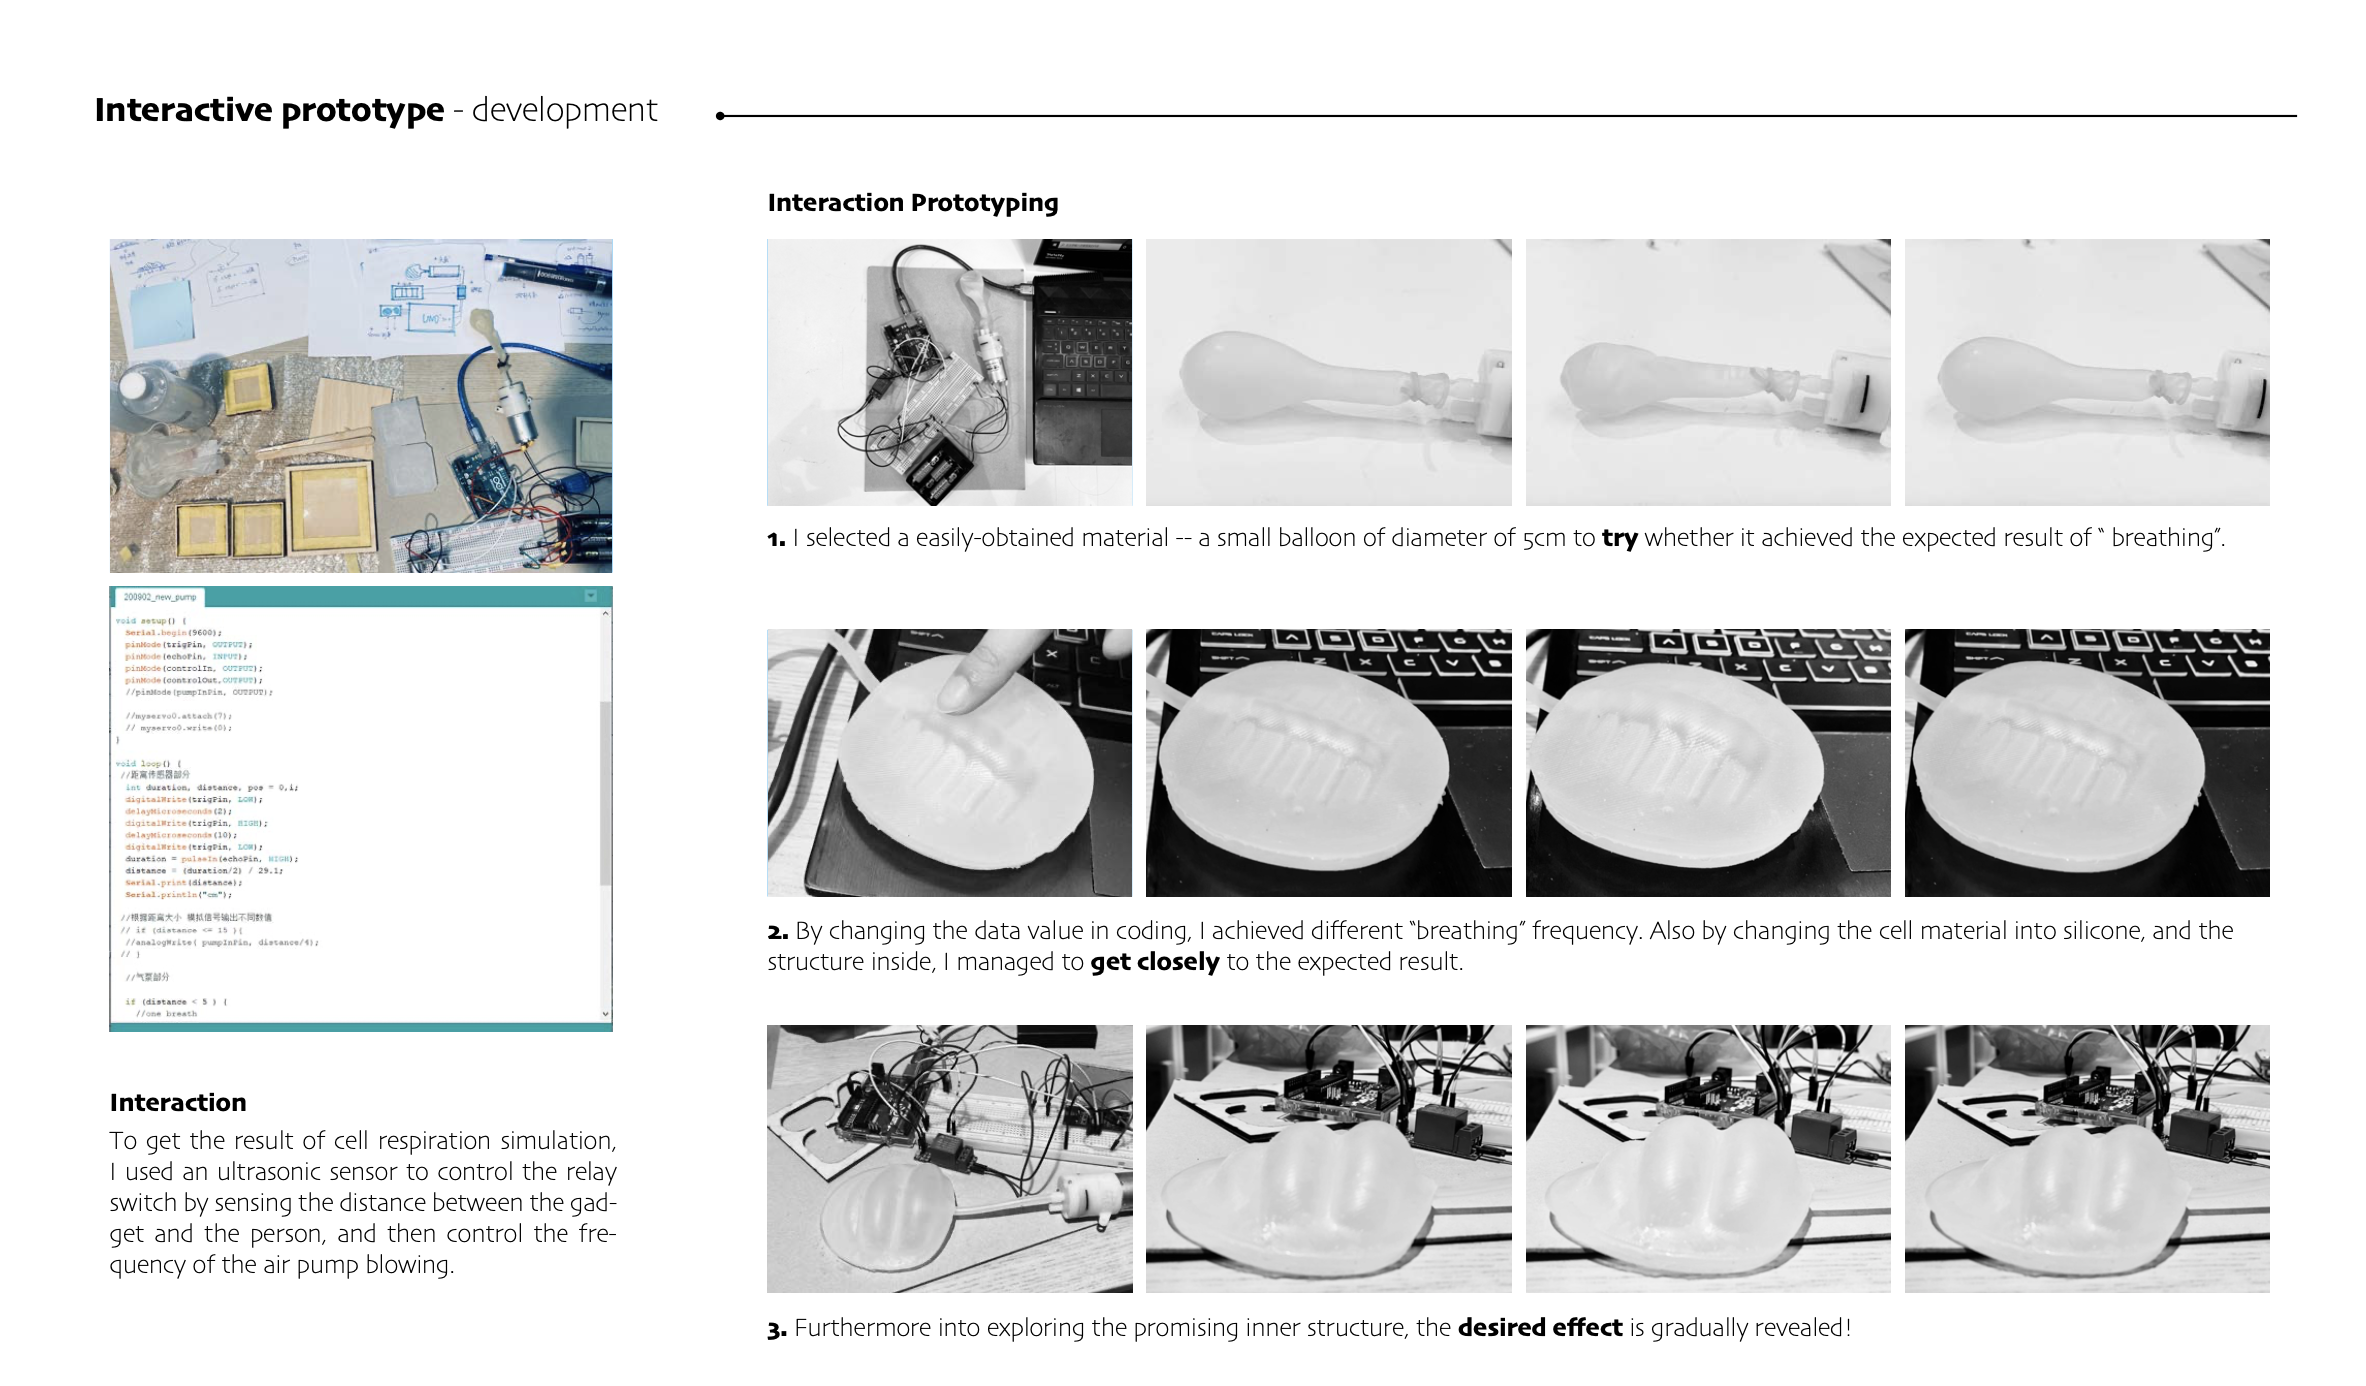 Interactive prototype - development
Interaction Prototyping
1. I selected a easily-obtained material -- a small balloon of diameter of 5cm to try whether it achieved the expected result of “ breathing”.
2. By changing the data value in coding, I achieved different “breathing” frequency. Also by changing the cell material into silicone, and the
structure inside, I managed to get closely to the expected result.
3. Furthermore into exploring the promising inner structure, the desired effect is gradually revealed!
200902_new_pump
void setup() {
Serial.begin(9600);
pinMode(trigPin, OUTPUT);
pinMode(echoPin, INPUT);
pinMode(controlIn, OUTPUT);
pinMode(controlOut,OUTPUT);
//pinMode(pumpInPin, OUTPUT);
//myservo0.attach(7);
// myservo0.write(0);
}
void loop() {
//距离传感器部分
int duration, distance, pos = 0,i;
digitalWrite(trigPin, LOW);
delayMicroseconds(2);
digitalWrite(trigPin, HIGH);
delayMicroseconds(10);
digitalWrite(trigPin, LOW);
duration = pulseIn(echoPin, HIGH);
distance = (duration/2) / 29.1;
Serial.print(distance);
Serial.println("cm");
//根据距离大小 模拟信号输出不同数值
// if (distance <= 15 ){
//analogWrite( pumpInPin, distance/4);
// }
//气泵部分
if (distance < 5 ) {
//one breath
Interaction
To get the result of cell respiration simulation,
I used an ultrasonic sensor to control the relay
switch by sensing the distance between the gad-
get and the person, and then control the fre-
quency of the air pump blowing.